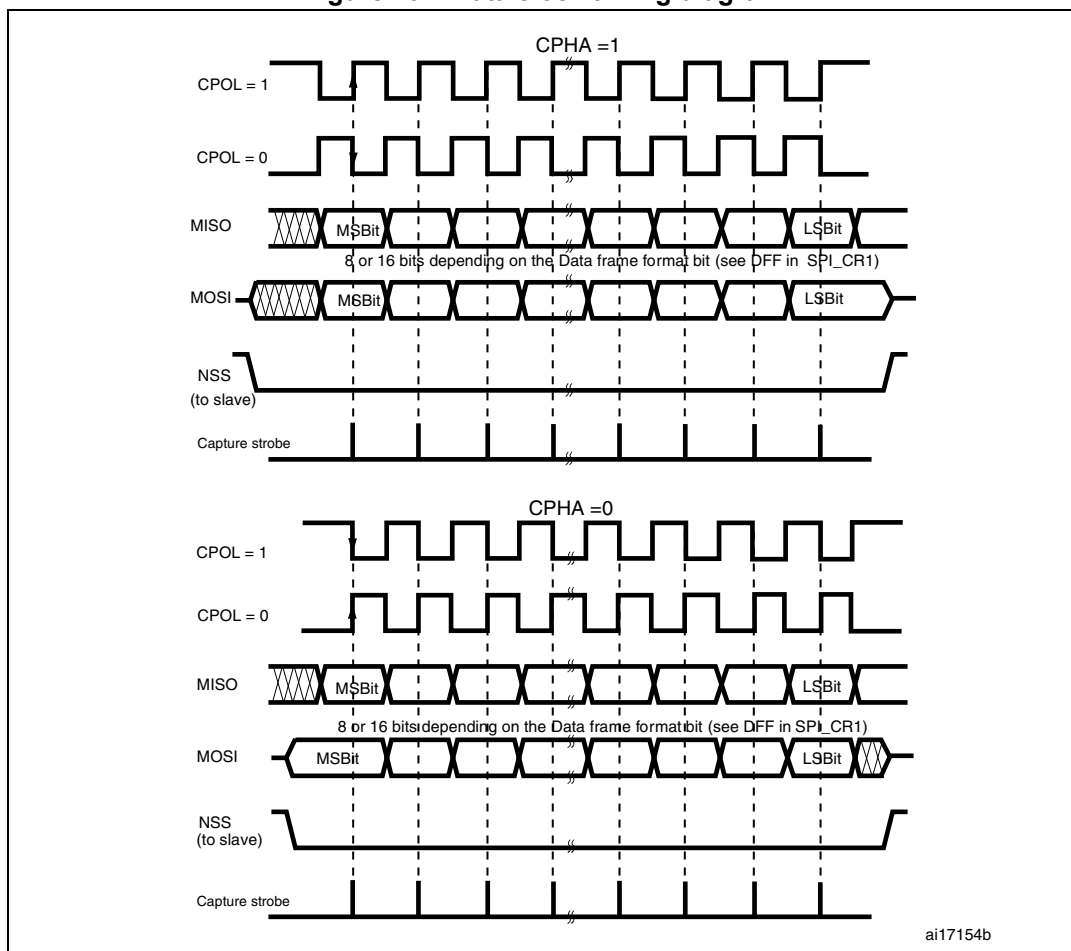 CPHA =1
CPOL = 1
CPOL = 0
MISO
MSBit
LSBit
8 or 16 bits depending on the Data frame format bit (see DFF in SPI_CR1)
MOSI
MSBit
LSBit
NSS
(to slave)
Capture strobe
CPHA =0
CPOL = 1
CPOL = 0
MISO
MSBit
LSBit
8 or 16 bits depending on the Data frame format bit (see DFF in SPI_CR1)
MOSI
MSBit
LSBit
NSS
(to slave)
Capture strobe
ai17154b